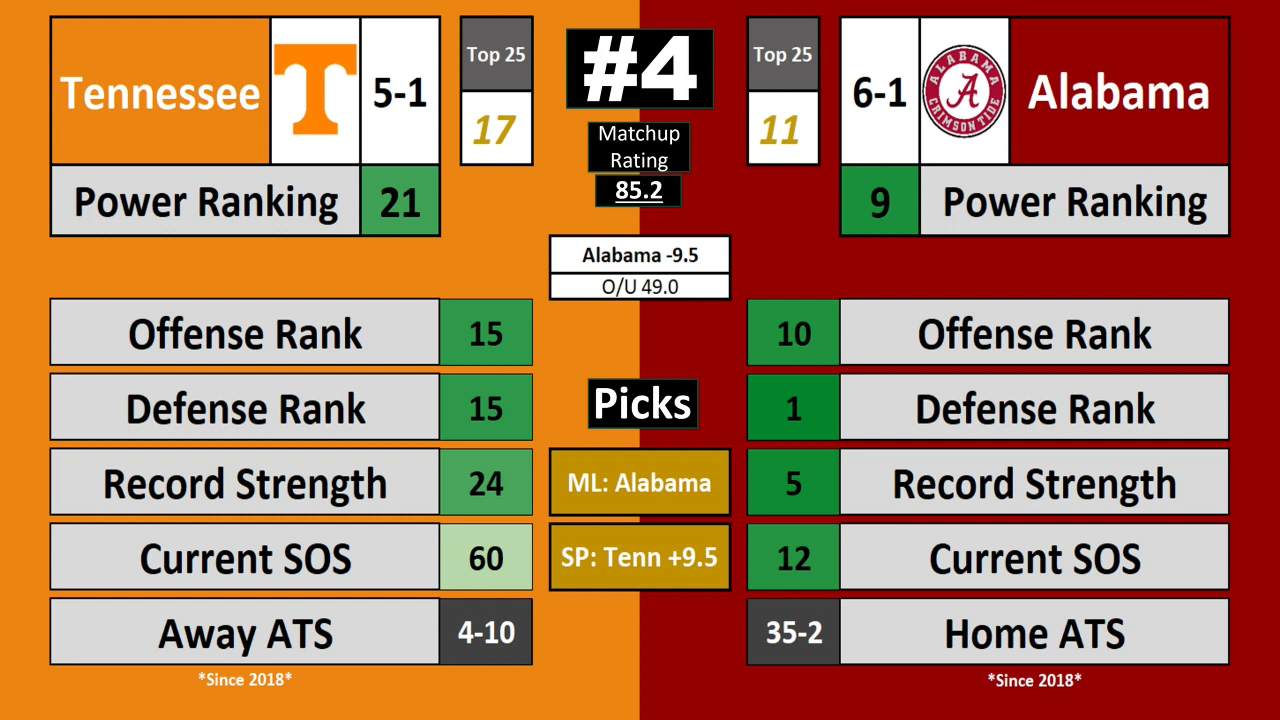 Tennessee
T
5-1
Top 25
17
Power Ranking
21
#4
Matchup
Rating
85.2
Top 25
11
6-1
ALABAMA
A
CRIMSON TIDE
Alabama
9
Power Ranking
Alabama -9.5
O/U 49.0
Offense Rank
15
10
Offense Rank
Defense Rank
15
Picks
1
Defense Rank
Record Strength
24
ML: Alabama
5
Record Strength
Current SOS
60
SP: Tenn +9.5
12
Current SOS
Away ATS
4-10
35-2
Home ATS
*Since 2018*
*Since 2018*